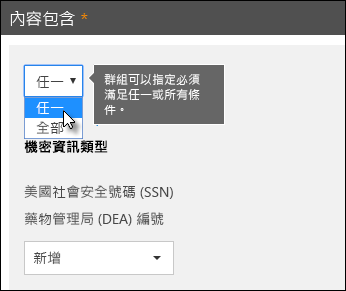 內容包含 *
任一
群組可以指定必須
滿足任一或所有條
件。
任一
全部
機密資訊類型
美國社會安全號碼 (SSN)
藥物管理局 (DEA) 編號
新增